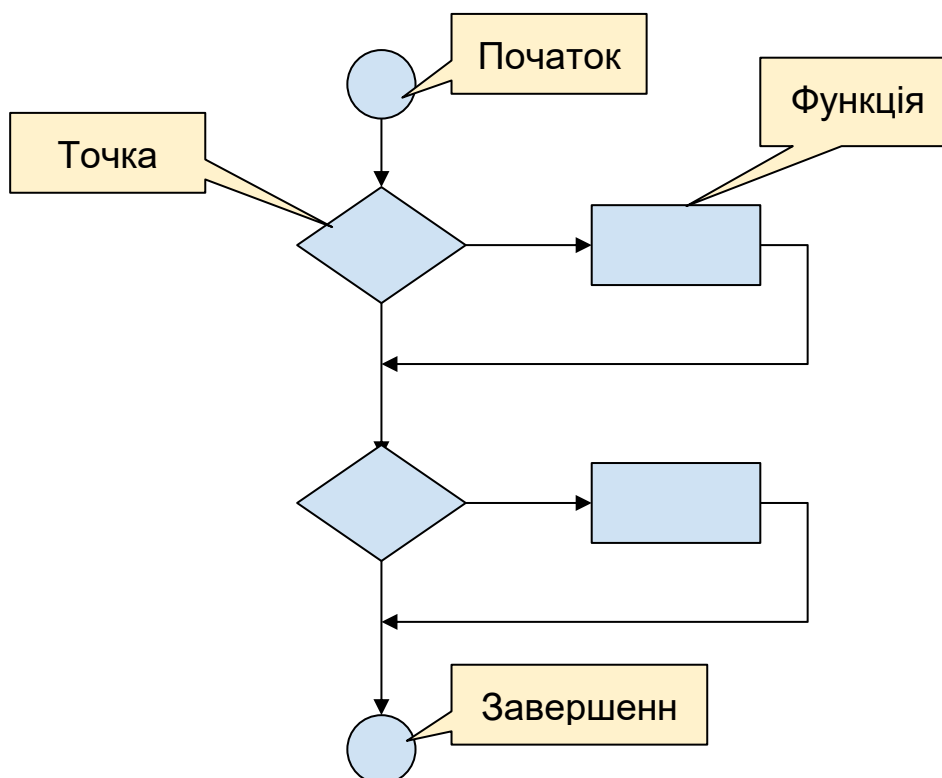 Початок
Функція
Точка
Завершенн